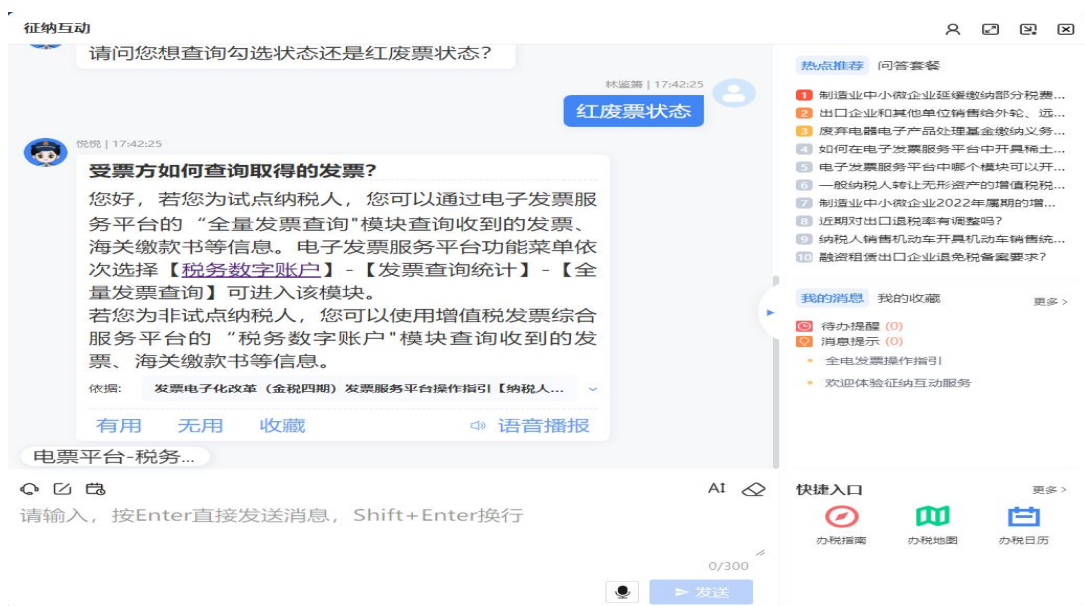 征纳互动
请问您想查询勾选状态还是红废票状态?
林监筹 | 17:42:25
红废票状态
悦悦 | 17:42:25
受票方如何查询取得的发票?
您好,若您为试点纳税人,您可以通过电子发票服
务平台的“全量发票查询"模块查询收到的发票、
海关缴款书等信息。电子发票服务平台功能菜单依
次选择【税务数字账户】-【发票查询统计】-【全
量发票查询】可进入该模块。
若您为非试点纳税人,您可以使用增值税发票综合
服务平台的“税务数字账户"模块查询收到的发
票、海关缴款书等信息。
依据: 发票电子化改革(金税四期)发票服务平台操作指引【纳税人...
有用 无用 收藏 语音播报
电票平台-税务...
AI
请输入,按Enter直接发送消息,Shift+Enter换行
0/300
发送
热点推荐 问答套餐
1 制造业中小微企业延缓缴纳部分税费...
2 出口企业和其他单位销售给外轮、远...
3 废弃电器电子产品处理基金缴纳义务...
4 如何在电子发票服务平台中开具稀土...
5 电子发票服务平台中哪个模块可以开...
6 一般纳税人转让无形资产的增值税税...
7 制造业中小微企业2022年属期的增...
8 近期对出口退税率有调整吗?
9 纳税人销售机动车开具机动车销售统...
10 融资租赁出口企业退免税备案要求?
我的消息 我的收藏 更多>
待办提醒 (0)
消息提示 (0)
全电发票操作指引
欢迎体验征纳互动服务
快捷入口 更多>
办税指南 办税地图 办税日历